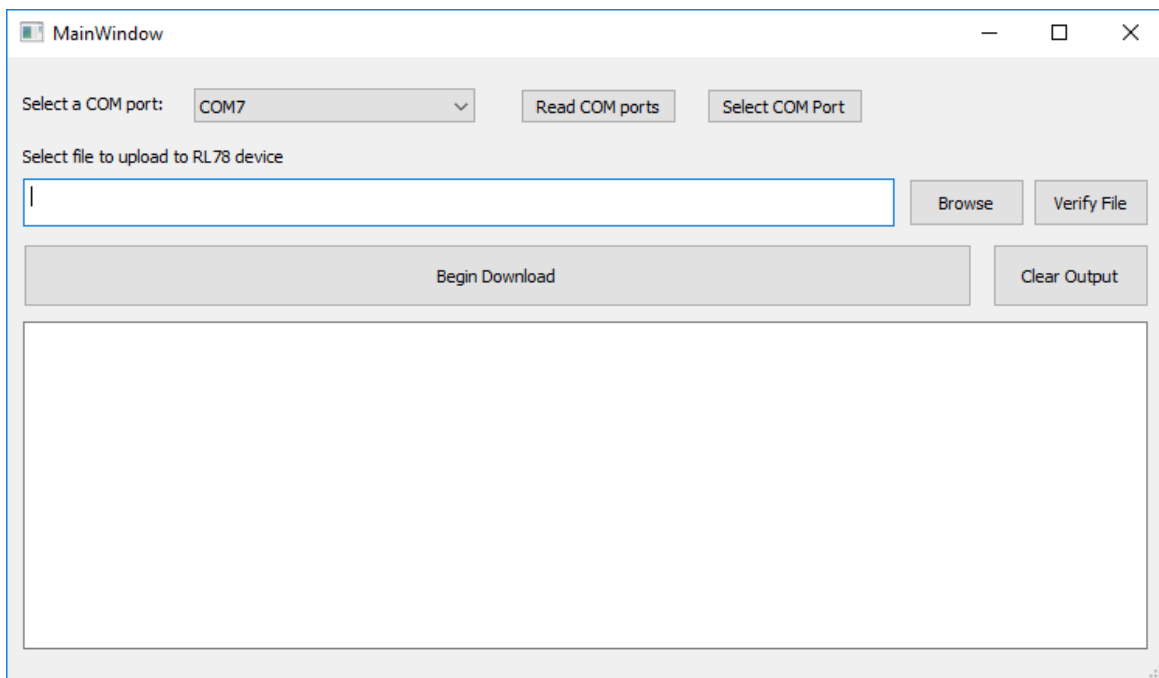 MainWindow
Select a COM port: COM7 Read COM ports Select COM Port
Select file to upload to RL78 device
Browse Verify File
Begin Download Clear Output